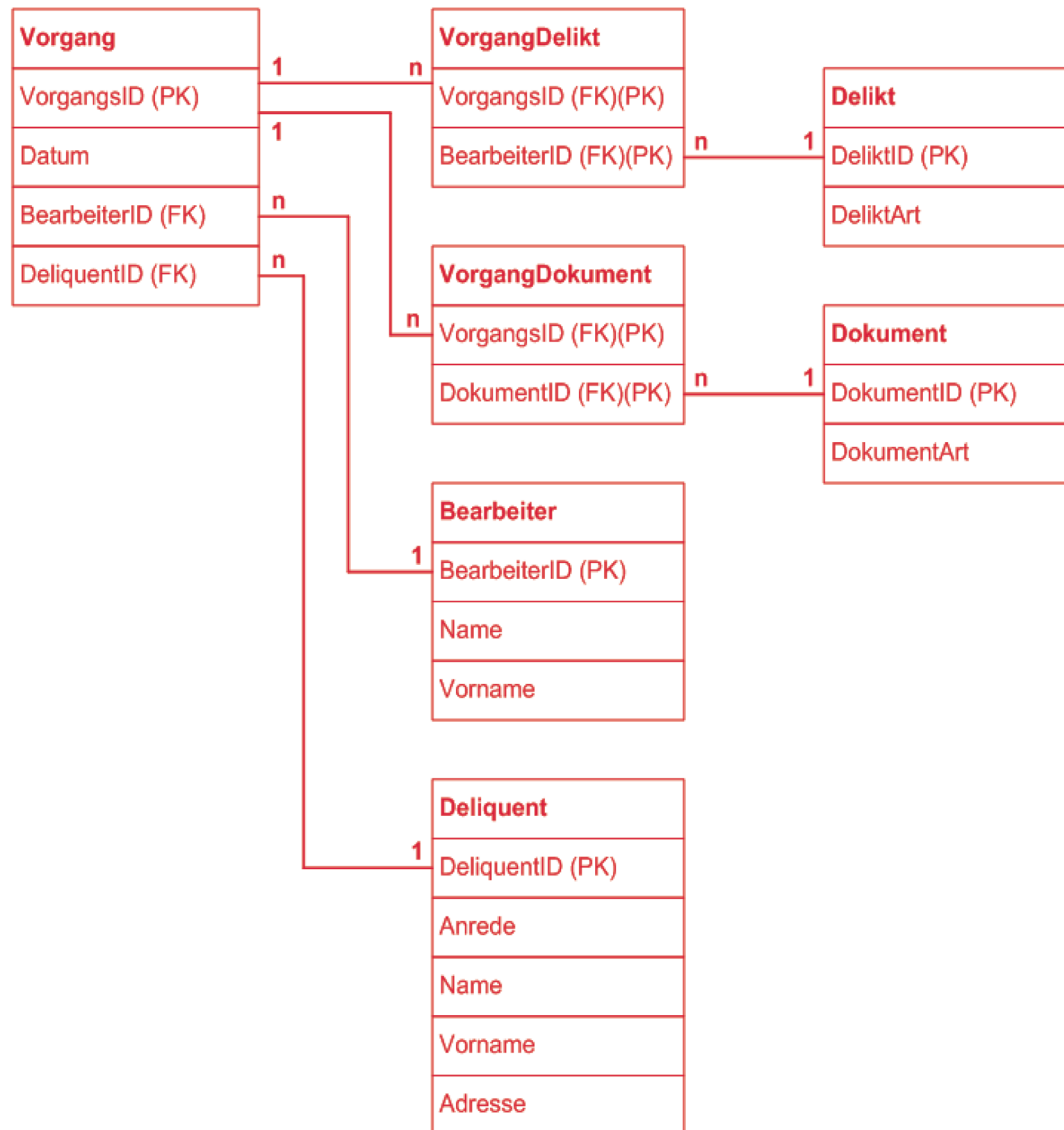 Vorgang
VorgangsID (PK)
Datum
BearbeiterID (FK)
DeliquentID (FK)
1
1
n
n
n
n
VorgangDelikt
VorgangsID (FK)(PK)
BearbeiterID (FK)(PK)
n
1
Delikt
DeliktID (PK)
DeliktArt
VorgangDokument
VorgangsID (FK)(PK)
DokumentID (FK)(PK)
n
1
Dokument
DokumentID (PK)
DokumentArt
1
Bearbeiter
BearbeiterID (PK)
Name
Vorname
1
Deliquent
DeliquentID (PK)
Anrede
Name
Vorname
Adresse